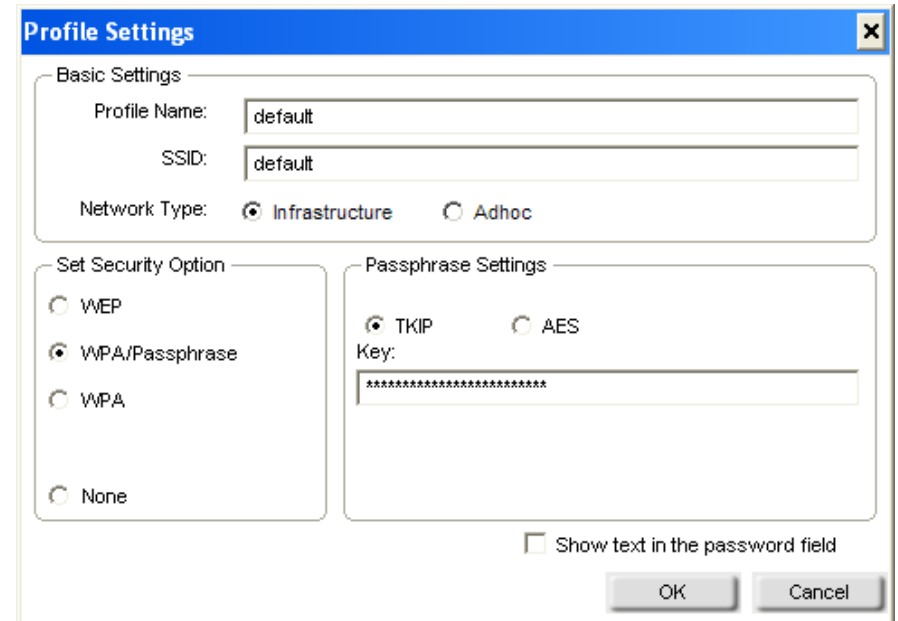 Profile Settings
Basic Settings
Profile Name: default
SSID: default
Network Type: Infrastructure Adhoc
Set Security Option
WEP
WPA/Passphrase
WPA
None
Passphrase Settings
TKIP AES
Key:
*************************
Show text in the password field
OK Cancel